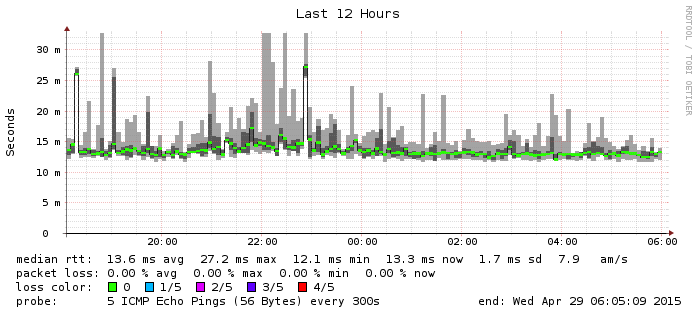 Last 12 Hours
RRDTOOL / TOBI OETIKER
Seconds
30 m
25 m
20 m
15 m
10 m
5 m
0
20:00 22:00 00:00 02:00 04:00 06:00
median rtt: 13.6 ms avg 27.2 ms max 12.1 ms min 13.3 ms now 1.7 ms sd 7.9 am/s
packet loss: 0.00 % avg 0.00 % max 0.00 % min 0.00 % now
loss color: 0 1/5 2/5 3/5 4/5
probe: 5 ICMP Echo Pings (56 Bytes) every 300s end: Wed Apr 29 06:05:09 2015